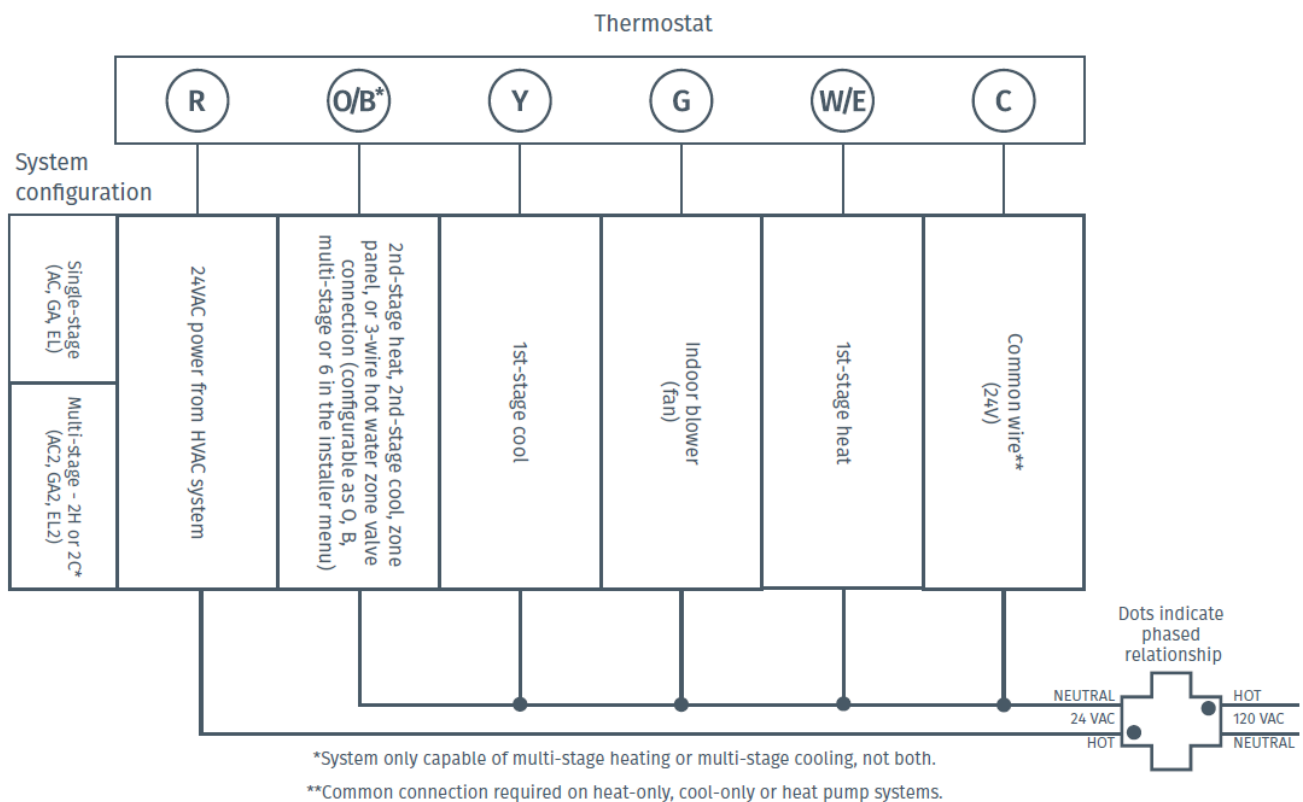 Thermostat
R
O/B*
Y
G
W/E
C
System
configuration
Single-stage
(AC, GA, EL)
Multi-stage - 2H or 2C*
(AC2, GA2, EL2)
24VAC power from HVAC system
2nd-stage heat, 2nd-stage cool, zone
panel, or 3-wire hot water zone valve
connection (configurable as O, B,
multi-stage or 6 in the installer menu)
1st-stage cool
Indoor blower
(fan)
1st-stage heat
Common wire**
(24V)
Dots indicate
phased
relationship
NEUTRAL
24 VAC
HOT
HOT
120 VAC
NEUTRAL
*System only capable of multi-stage heating or multi-stage cooling, not both.
**Common connection required on heat-only, cool-only or heat pump systems.